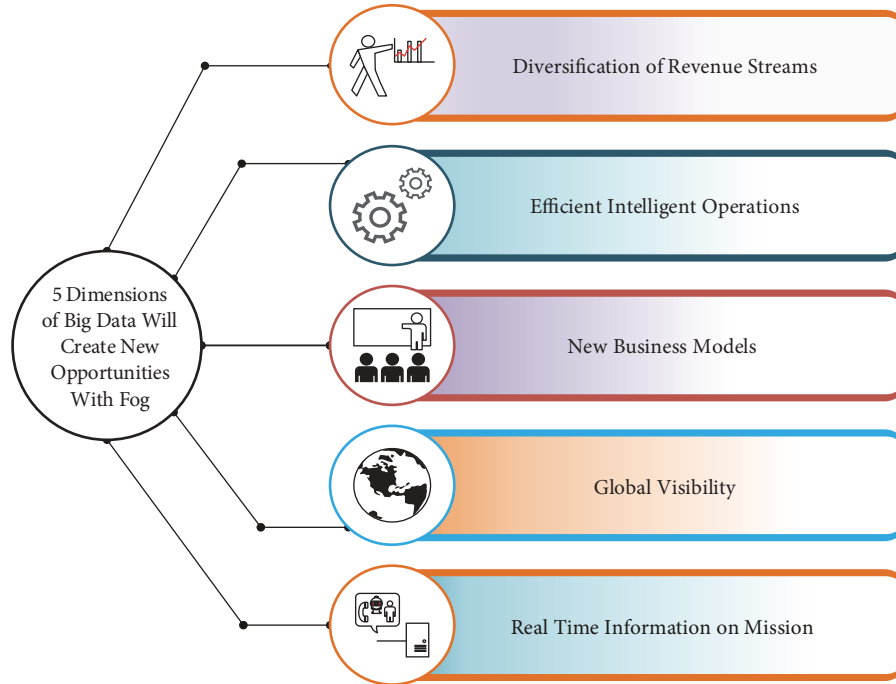 5 Dimensions
of Big Data Will
Create New
Opportunities
With Fog
Diversification of Revenue Streams
Efficient Intelligent Operations
New Business Models
Global Visibility
Real Time Information on Mission